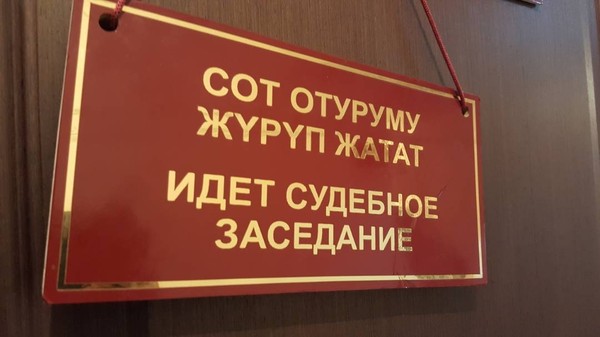 СОТ ОТУРУМУ
ЖҮРҮП ЖАТАТ
ИДЕТ СУДЕБНОЕ
ЗАСЕДАНИЕ